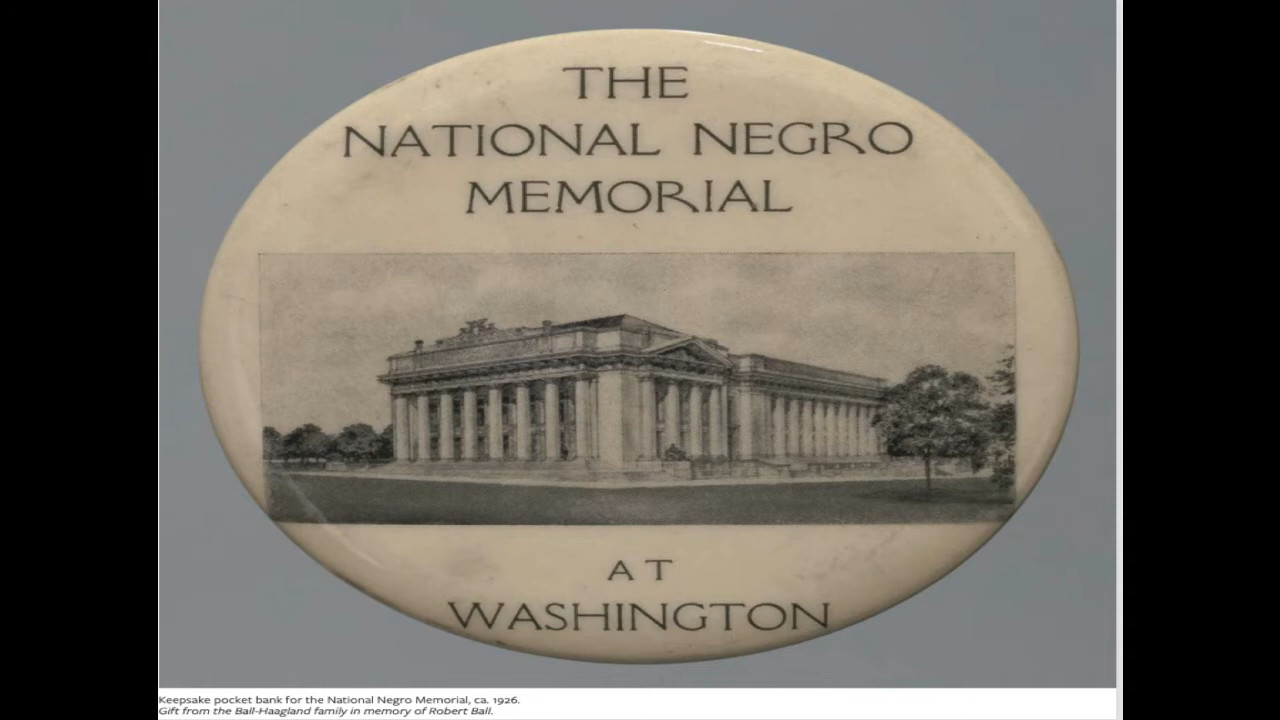 THE
NATIONAL NEGRO
MEMORIAL
AT
WASHINGTON
Keepsake pocket bank for the National Negro Memorial, ca. 1926.
Gift from the Ball-Haagland family in memory of Robert Ball.